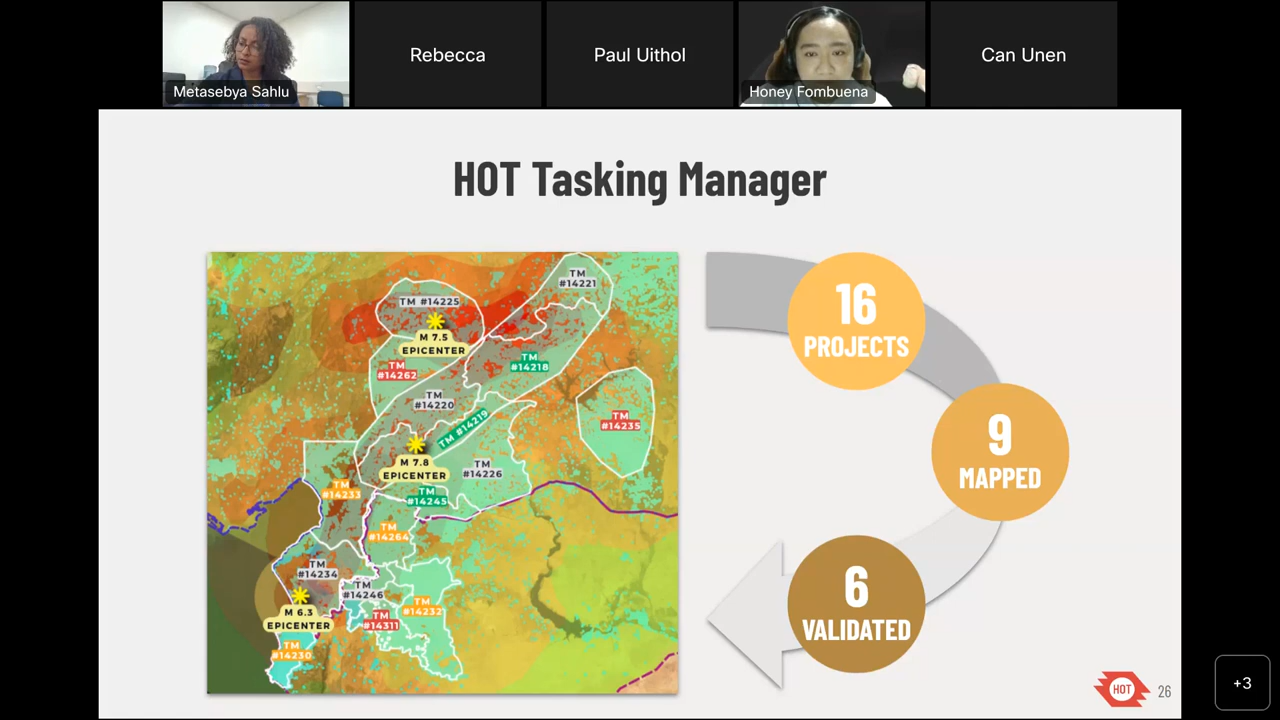 Metasebya Sahlu
Rebecca
Paul Uithol
Honey Fombuena
Can Unen
HOT Tasking Manager
TM
#14221
TM #14225
M 7.5
EPICENTER
TM
#14262
TM
#14218
TM
#14220
TM #14219
TM
#14235
M 7.8
EPICENTER
TM
#14226
TM
#14233
TM
#14245
TM
#14264
TM
#14234
TM
#14246
M 6.3
EPICENTER
TM
#14311
TM
#14232
TM
#14230
16
PROJECTS
9
MAPPED
6
VALIDATED
HOT
26
+3